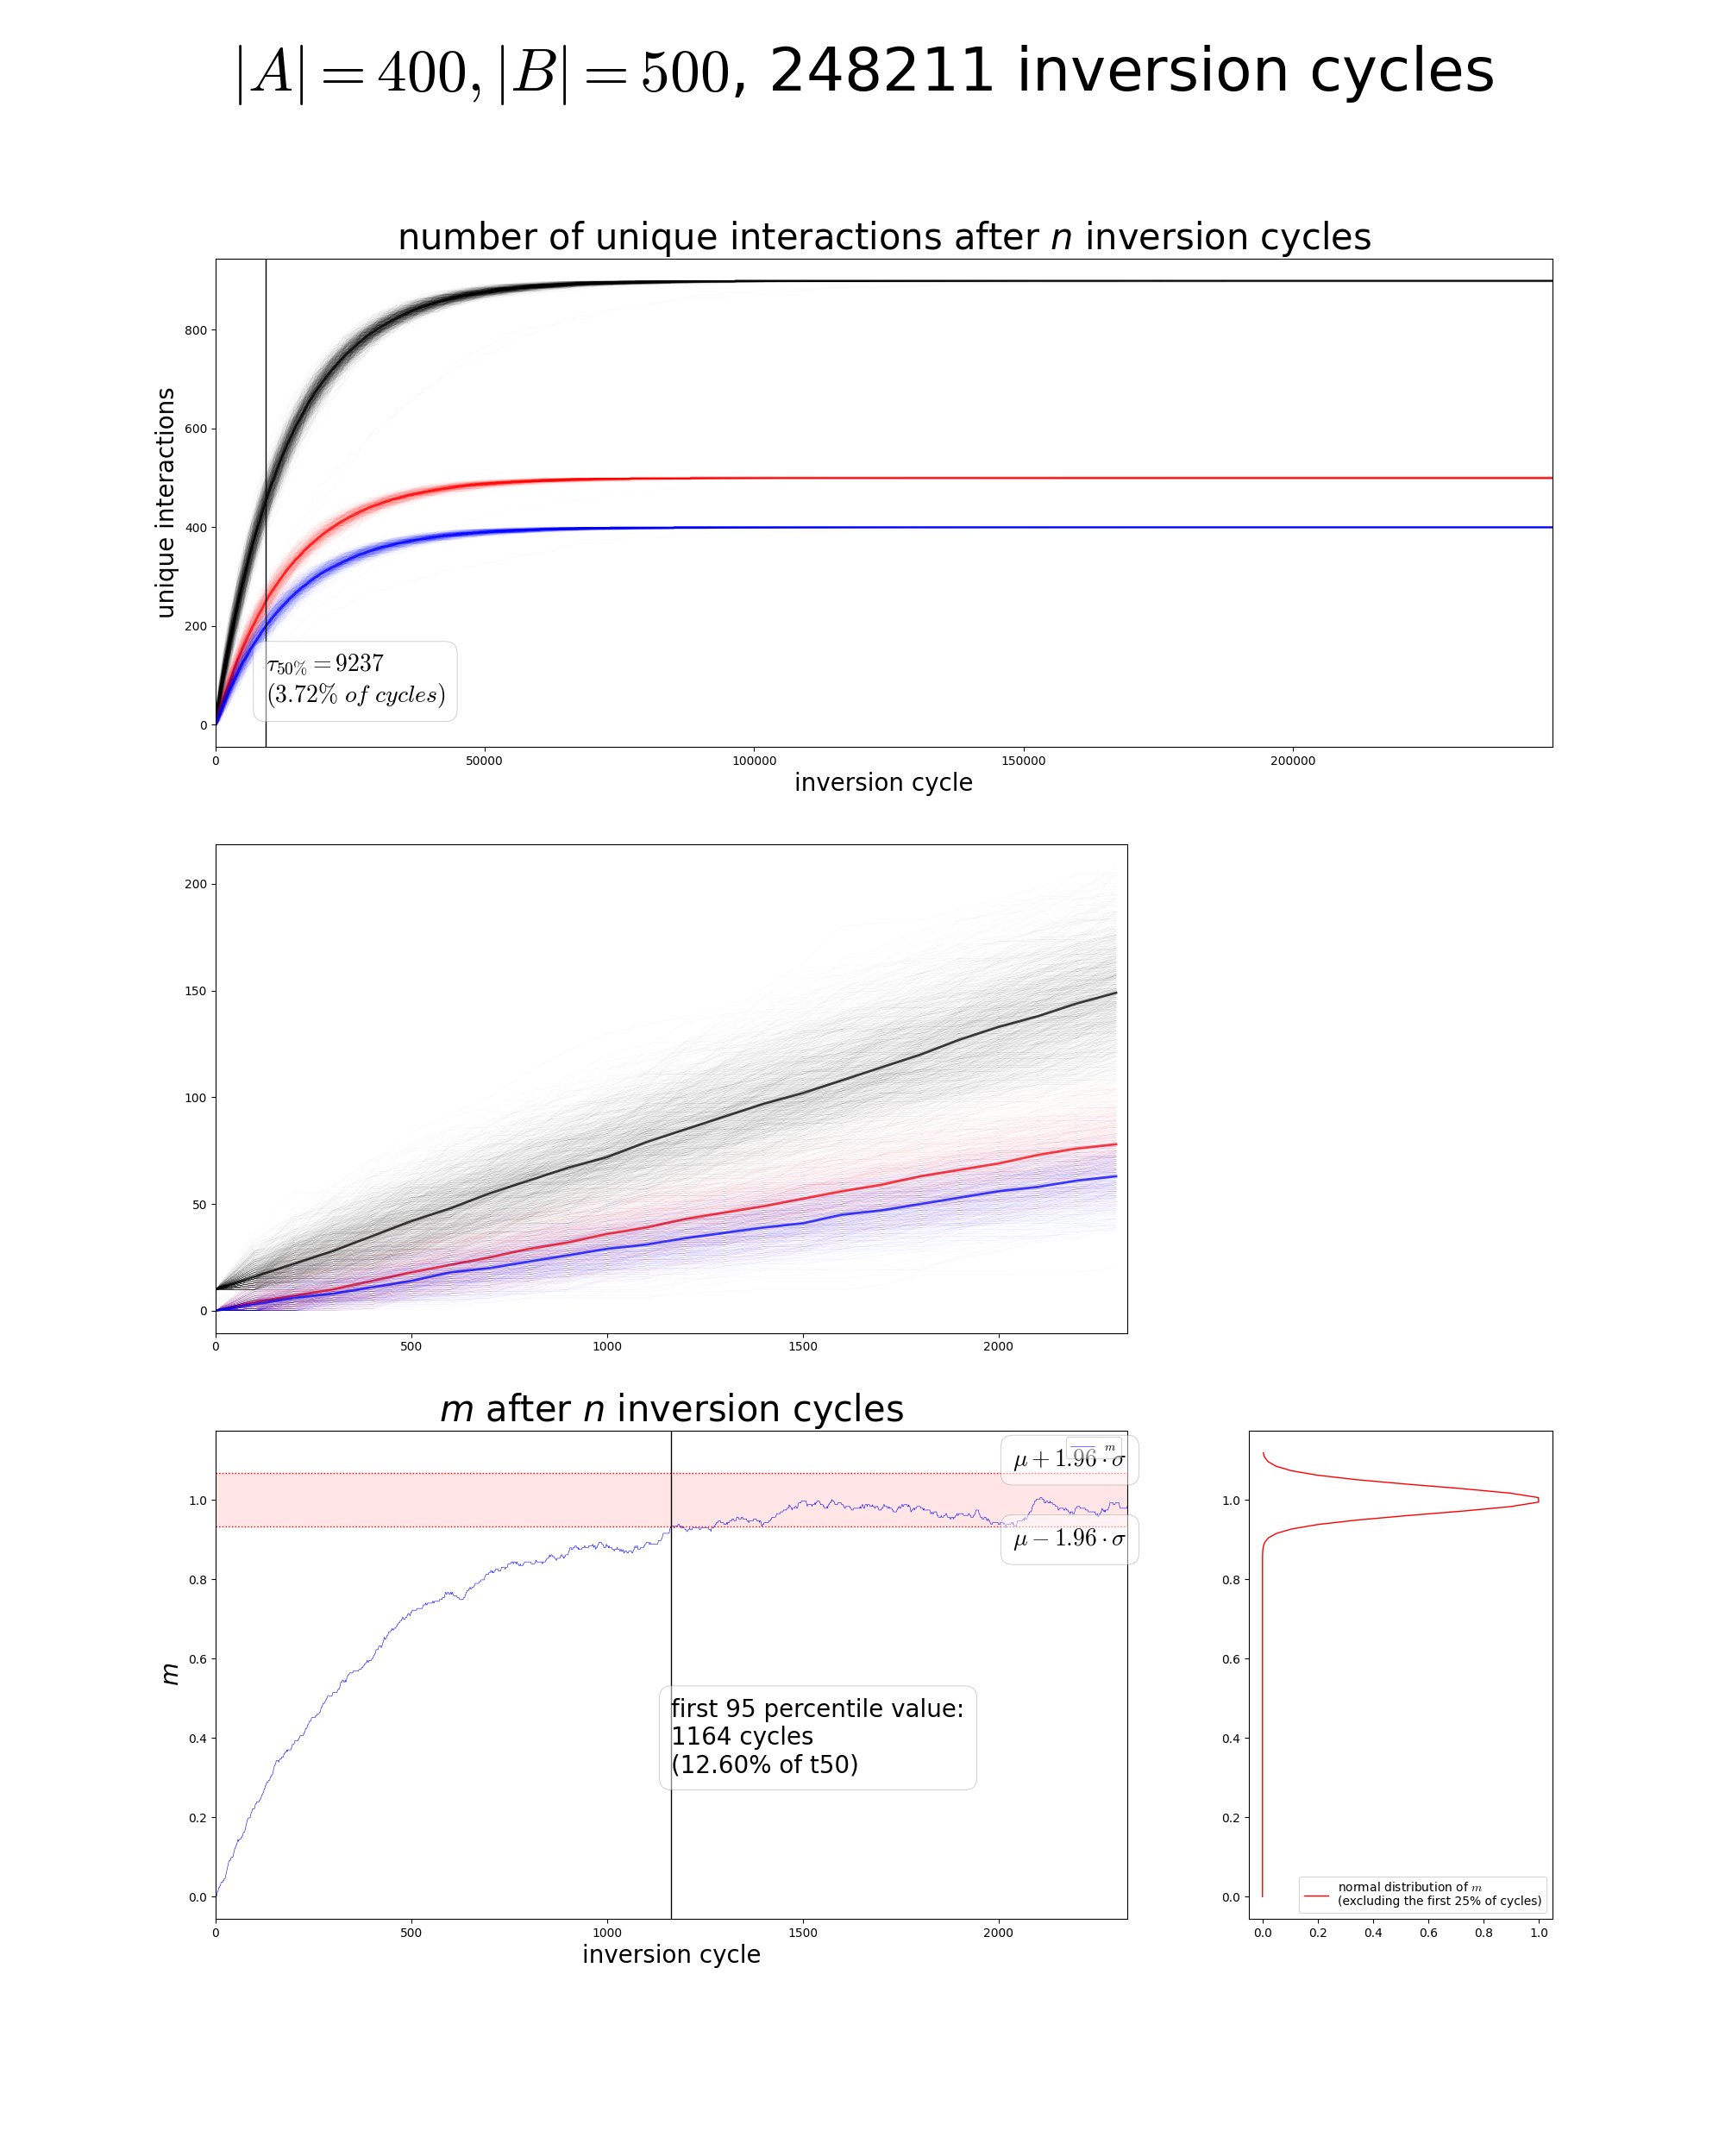 |A| = 400, |B| = 500, 248211 inversion cycles
number of unique interactions after n inversion cycles
unique interactions
800
600
400
200
0
τ50% = 9237
(3.72% of cycles)
0 50000 100000 150000 200000
inversion cycle
200
150
100
50
0
0 500 1000 1500 2000
m after n inversion cycles
m
1.0
0.8
0.6
0.4
0.2
0.0
m
μ + 1.96 · σ
μ − 1.96 · σ
first 95 percentile value:
1164 cycles
(12.60% of t50)
0 500 1000 1500 2000
inversion cycle
1.0
0.8
0.6
0.4
0.2
0.0
normal distribution of m
(excluding the first 25% of cycles)
0.0 0.2 0.4 0.6 0.8 1.0